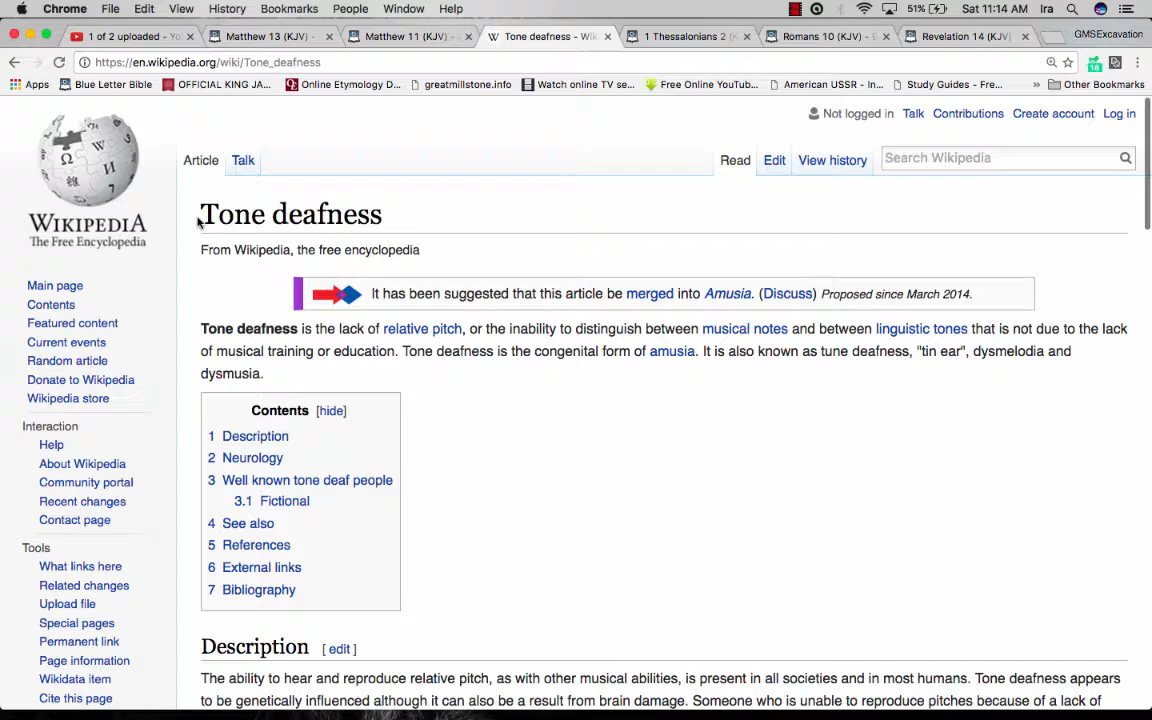 Chrome File Edit View History Bookmarks People Window Help 51% Sat 11:14 AM Ira
1 of 2 uploaded - Yo Matthew 13 (KJV) - Matthew 11 (KJV) - Tone deafness - Wik 1 Thessalonians 2 (K Romans 10 (KJV) - E Revelation 14 (KJV) GMSExcavation
https://en.wikipedia.org/wiki/Tone_deafness
18
Apps Blue Letter Bible OFFICIAL KING JA... Online Etymology D... greatmillstone.info Watch online TV se... Free Online YouTub... American USSR – In... Study Guides - Fre... » Other Bookmarks
Not logged in Talk Contributions Create account Log in
Article Talk Read Edit View history Search Wikipedia
WIKIPEDIA
The Free Encyclopedia
Main page
Contents
Featured content
Current events
Random article
Donate to Wikipedia
Wikipedia store
Interaction
Help
About Wikipedia
Community portal
Recent changes
Contact page
Tools
What links here
Related changes
Upload file
Special pages
Permanent link
Page information
Wikidata item
Cite this page
Tone deafness
From Wikipedia, the free encyclopedia
It has been suggested that this article be merged into Amusia. (Discuss) Proposed since March 2014.
Tone deafness is the lack of relative pitch, or the inability to distinguish between musical notes and between linguistic tones that is not due to the lack
of musical training or education. Tone deafness is the congenital form of amusia. It is also known as tune deafness, "tin ear", dysmelodia and
dysmusia.
Contents [hide]
1 Description
2 Neurology
3 Well known tone deaf people
3.1 Fictional
4 See also
5 References
6 External links
7 Bibliography
Description [ edit ]
The ability to hear and reproduce relative pitch, as with other musical abilities, is present in all societies and in most humans. Tone deafness appears
to be genetically influenced although it can also be a result from brain damage. Someone who is unable to reproduce pitches because of a lack of